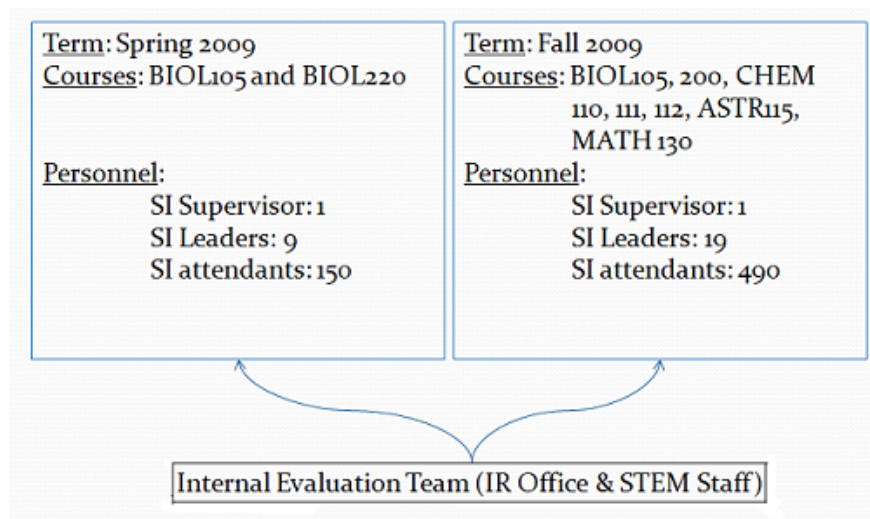 Term: Spring 2009
Courses: BIOL105 and BIOL220
Personnel:
SI Supervisor: 1
SI Leaders: 9
SI attendants: 150
Term: Fall 2009
Courses: BIOL105, 200, CHEM
110, 111, 112, ASTR115,
MATH 130
Personnel:
SI Supervisor: 1
SI Leaders: 19
SI attendants: 490
Internal Evaluation Team (IR Office & STEM Staff)